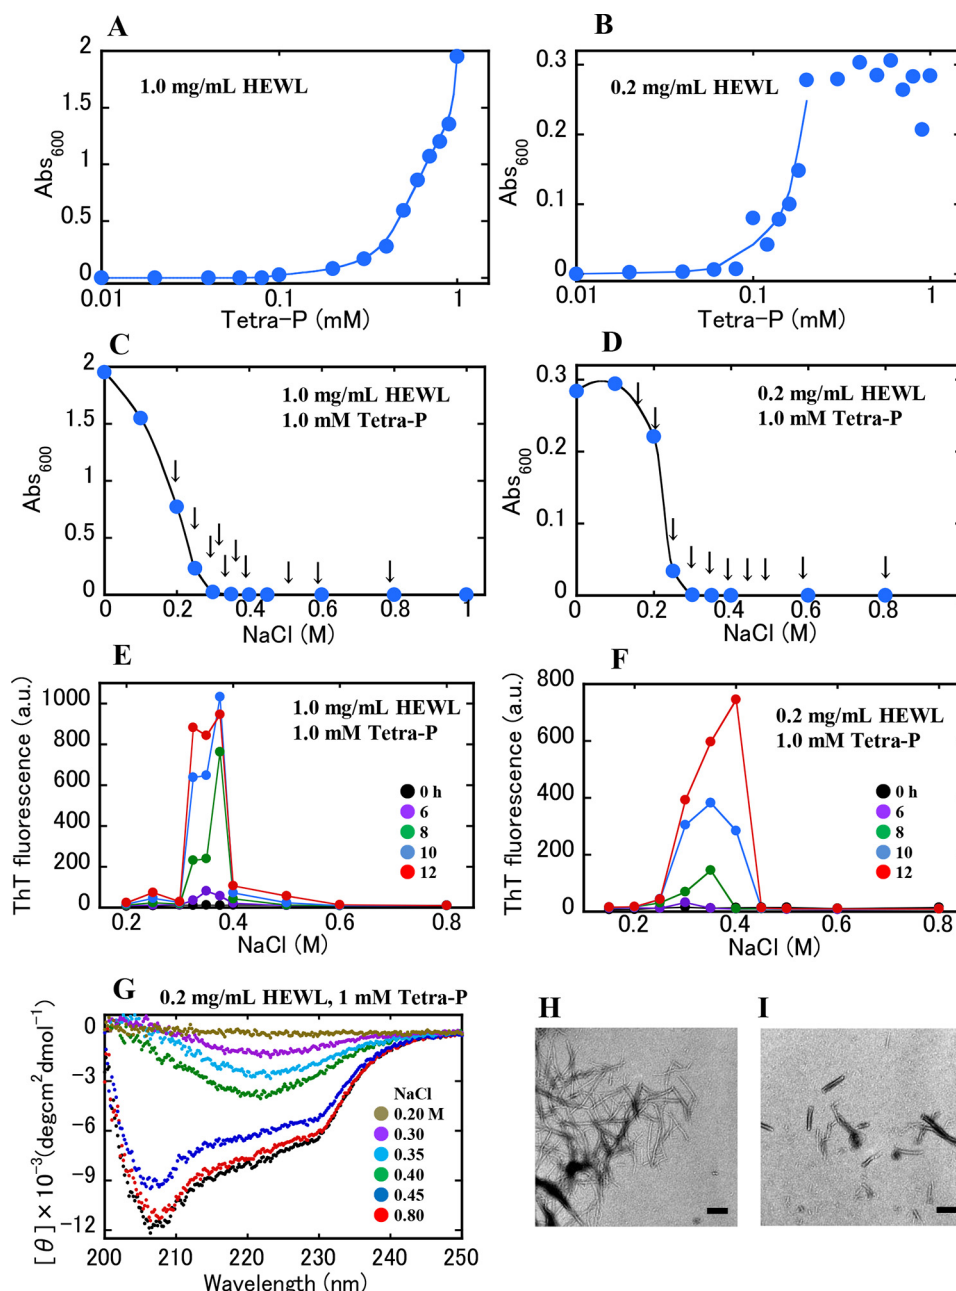 A
2
1.0 mg/mL HEWL
1.5
1
0.5
0
Abs600
0.01
0.1
1
Tetra-P (mM)
B
0.3
0.2 mg/mL HEWL
0.2
0.1
0
Abs600
0.01
0.1
1
Tetra-P (mM)
C
2
1.0 mg/mL HEWL
1.0 mM Tetra-P
1.5
1
0.5
0
Abs600
0
0.2
0.4
0.6
0.8
1
NaCl (M)
D
0.3
0.2 mg/mL HEWL
1.0 mM Tetra-P
0.2
0.1
0
Abs600
0
0.2
0.4
0.6
0.8
NaCl (M)
E
1000
1.0 mg/mL HEWL
1.0 mM Tetra-P
800
600
400
200
0
ThT fluorescence (a.u.)
0 h
6
8
10
12
0.2
0.4
0.6
0.8
NaCl (M)
F
800
0.2 mg/mL HEWL
1.0 mM Tetra-P
600
400
200
0
ThT fluorescence (a.u.)
0 h
6
8
10
12
0.2
0.4
0.6
0.8
NaCl (M)
G
0.2 mg/mL HEWL, 1 mM Tetra-P
0
-3
-6
-9
-12
[θ] × 10⁻³(degcm²dmol⁻¹)
NaCl
0.20 M
0.30
0.35
0.40
0.45
0.80
200
210
220
230
240
250
Wavelength (nm)
H
I